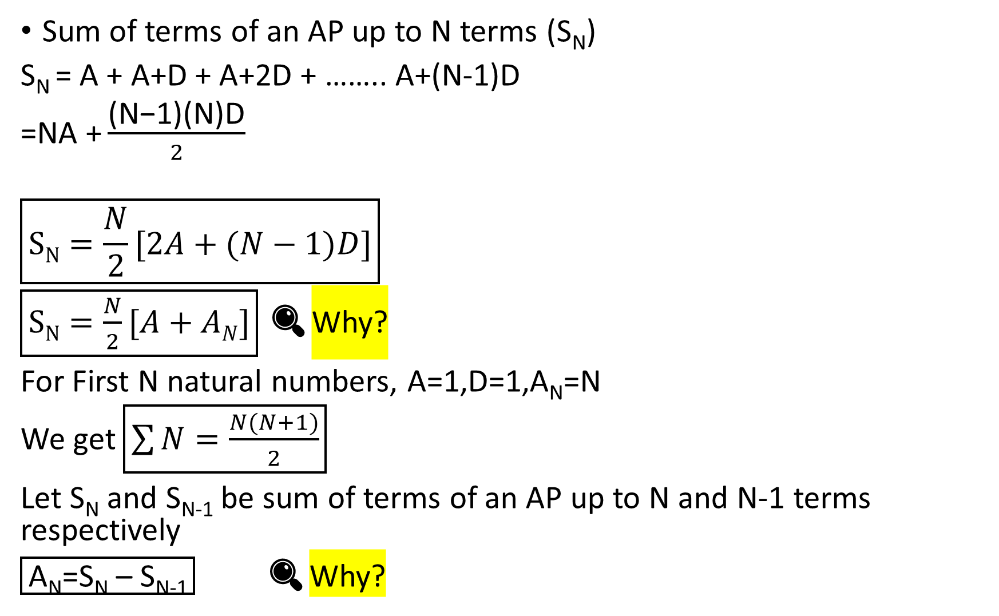 • Sum of terms of an AP up to N terms (S_N)
S_N = A + A+D + A+2D + …….. A+(N-1)D
=NA + \frac{(N−1)(N)D}{2}
S_N = \frac{N}{2} [2A + (N − 1)D]
S_N = \frac{N}{2} [A + A_N] Why?
For First N natural numbers, A=1,D=1,A_N=N
We get ∑ N = \frac{N(N+1)}{2}
Let S_N and S_{N-1} be sum of terms of an AP up to N and N-1 terms
respectively
A_N=S_N – S_{N-1} Why?